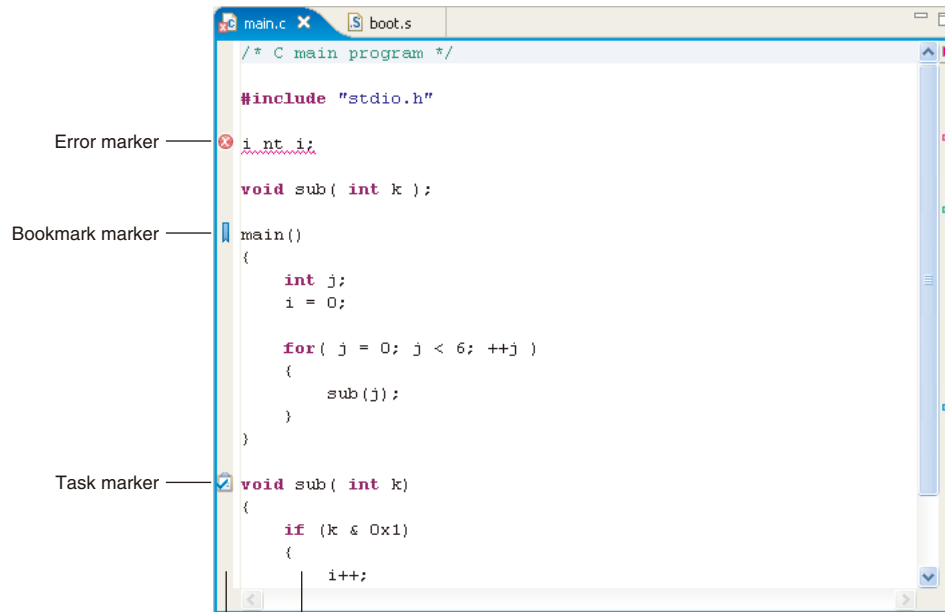 main.c boot.s
/* C main program */
#include "stdio.h"
Error marker
i nt i;
void sub( int k );
Bookmark marker
main()
{
int j;
i = 0;
for( j = 0; j < 6; ++j )
{
sub(j);
}
}
Task marker
void sub( int k)
{
if (k & 0x1)
{
i++;